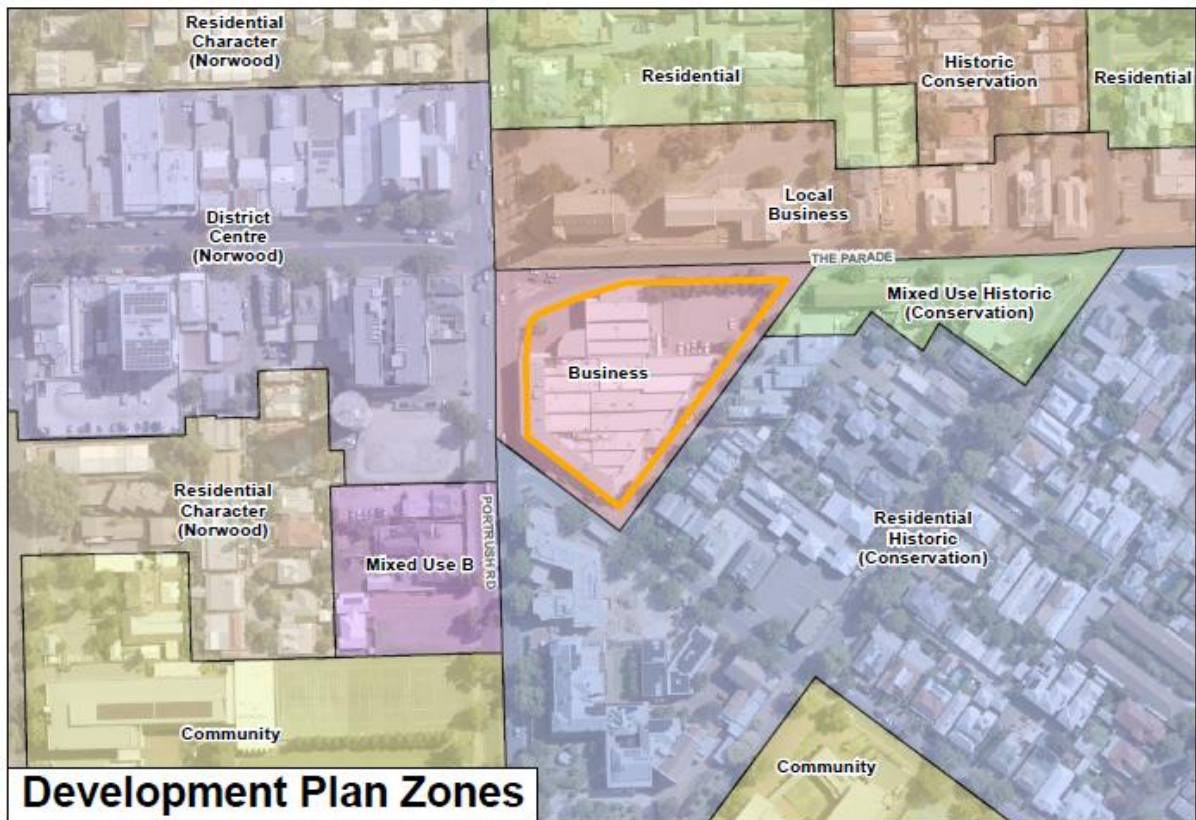 Residential
Character
(Norwood)
Residential
Historic
Conservation
Residential
District
Centre
(Norwood)
Local
Business
THE PARADE
Mixed Use Historic
(Conservation)
Business
Residential
Character
(Norwood)
Mixed Use B
PORTRUSH RD
Residential
Historic
(Conservation)
Community
Community
Development Plan Zones